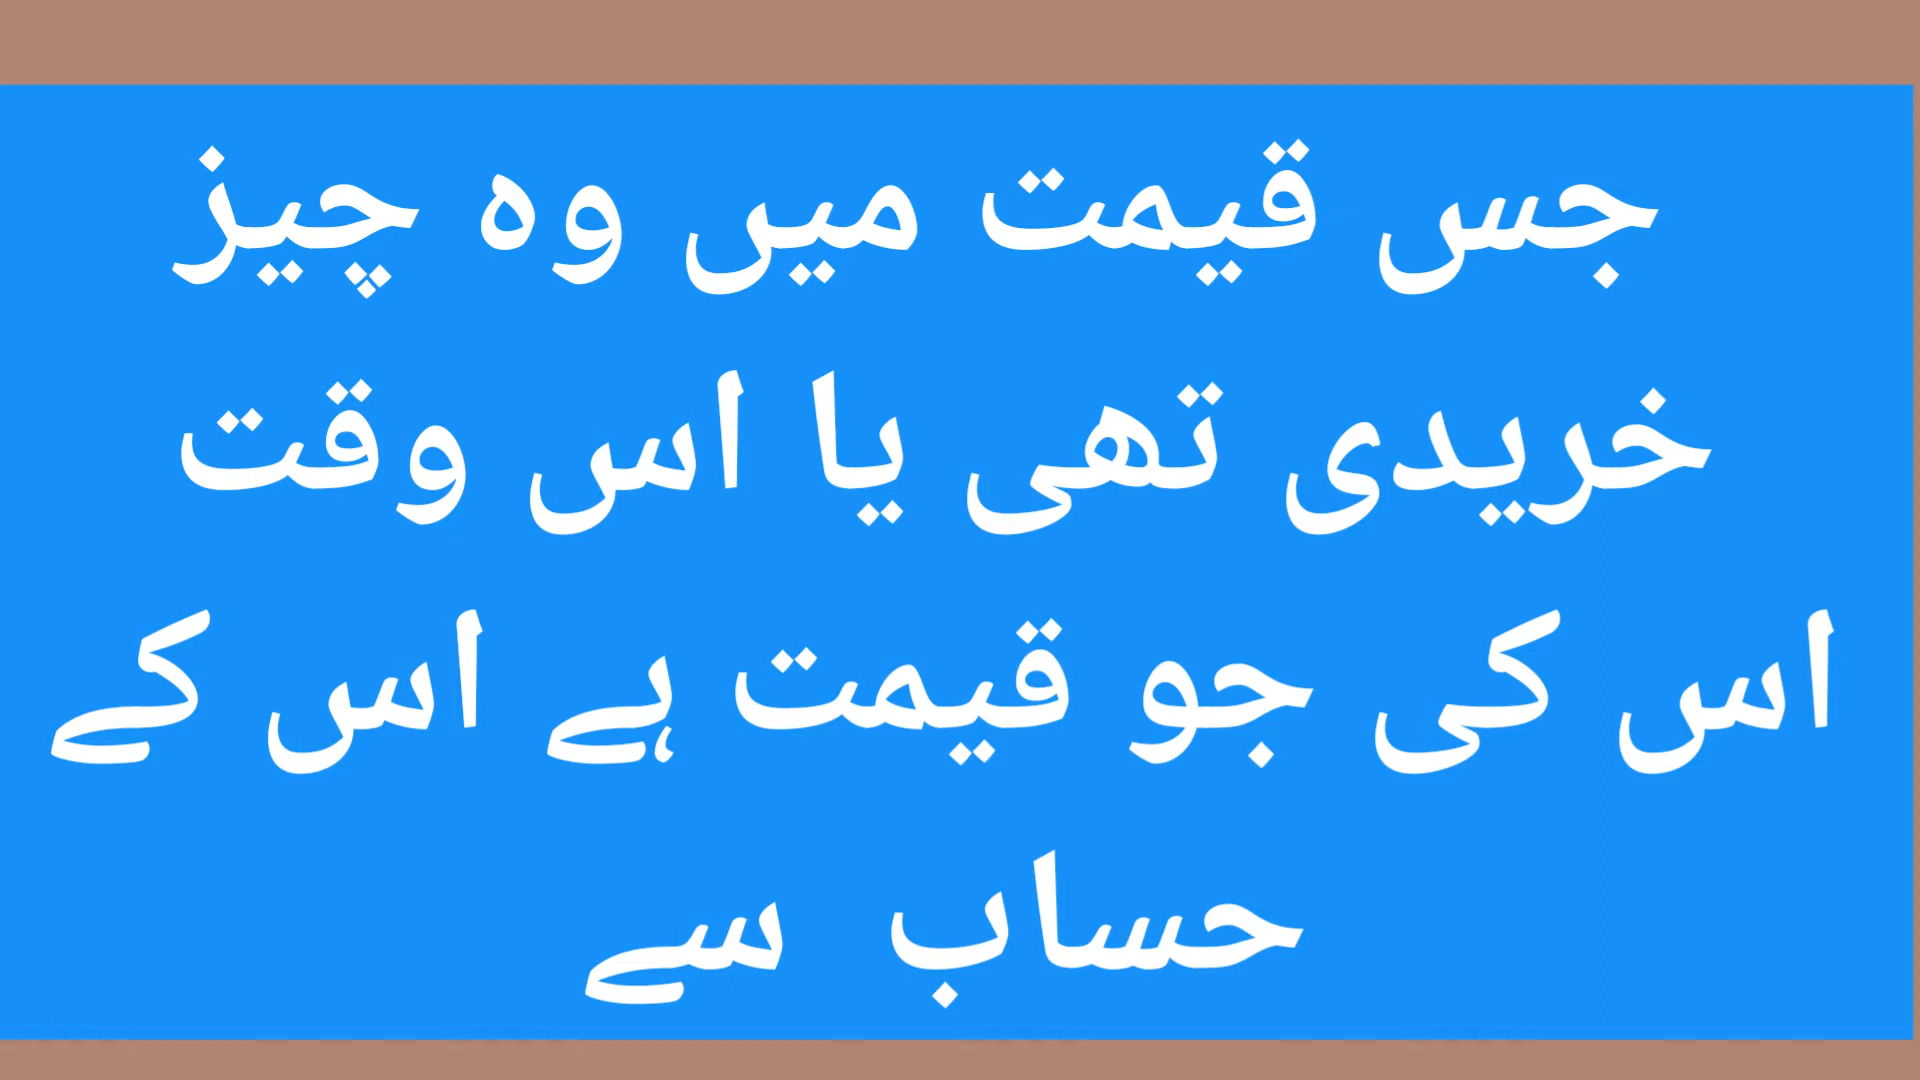 جس قیمت میں وہ چیز
خریدی تھی یا اس وقت
اس کی جو قیمت ہے اس کے
حساب سے